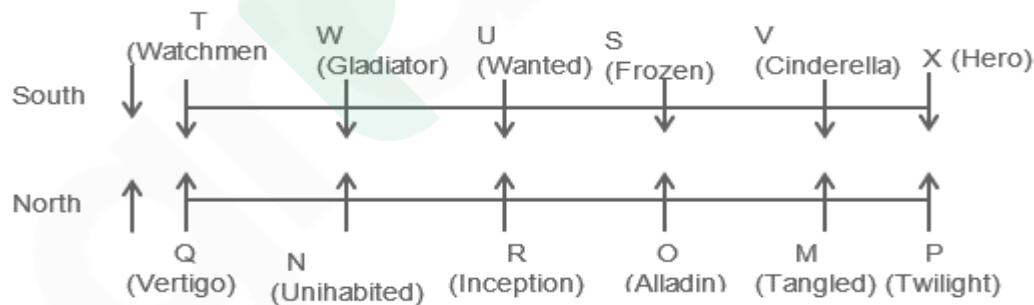 T W U S V X (Hero)
(Watchmen (Gladiator) (Wanted) (Frozen) (Cinderella)
South
North
Q N R O M P
(Vertigo) (Unihabited) (Inception) (Alladin) (Tangled) (Twilight)